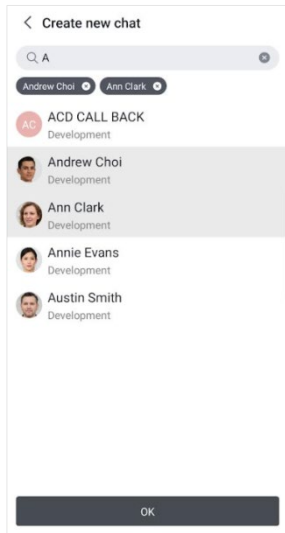 Create new chat
A
Andrew Choi Ann Clark
AC
ACD CALL BACK
Development
Andrew Choi
Development
Ann Clark
Development
Annie Evans
Development
Austin Smith
Development
OK